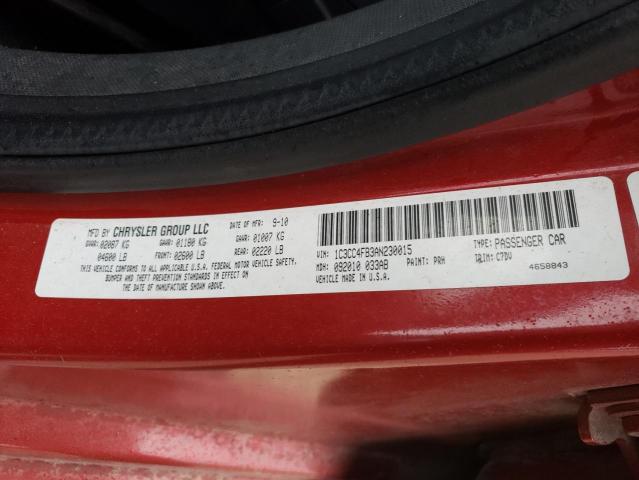 MFD BY CHRYSLER GROUP LLC DATE OF MFR: 9-10
GVWR: 02087 KG GAWR: 01180 KG GAWR: 01007 KG
04600 LB FRONT: 02600 LB REAR: 02220 LB
THIS VEHICLE CONFORMS TO ALL APPLICABLE U.S.A. FEDERAL MOTOR VEHICLE SAFETY,
BUMPER AND THEFT PREVENTION STANDARDS IN EFFECT ON
THE DATE OF MANUFACTURE SHOWN ABOVE.
VIN: 1C3CC4FB3AN230015 TYPE: PASSENGER CAR
MDH: 092010 033AB PAINT: PRH TRIM: C7DV
VEHICLE MADE IN U.S.A. 4658843